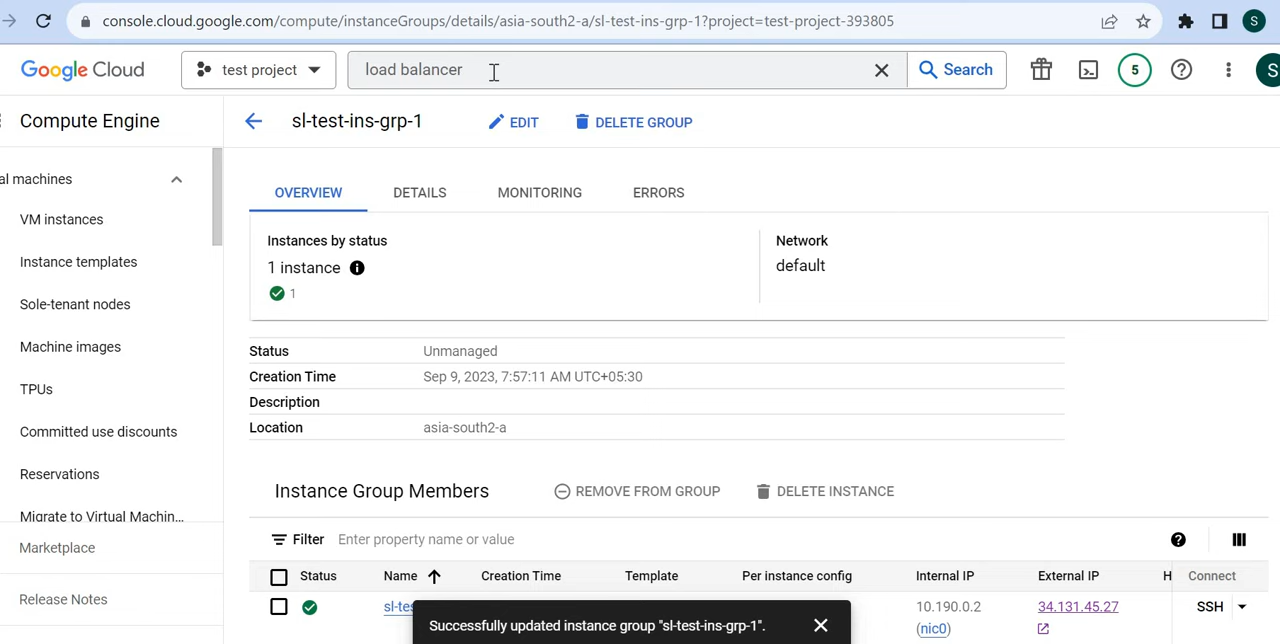 console.cloud.google.com/compute/instanceGroups/details/asia-south2-a/sl-test-ins-grp-1?project=test-project-393805
S
Google Cloud
test project
load balancer
Search
5
S
Compute Engine
sl-test-ins-grp-1
EDIT
DELETE GROUP
al machines
VM instances
Instance templates
Sole-tenant nodes
Machine images
TPUs
Committed use discounts
Reservations
Migrate to Virtual Machin...
Marketplace
Release Notes
OVERVIEW
DETAILS
MONITORING
ERRORS
Instances by status
1 instance
1
Network
default
Status Unmanaged
Creation Time Sep 9, 2023, 7:57:11 AM UTC+05:30
Description
Location asia-south2-a
Instance Group Members
REMOVE FROM GROUP
DELETE INSTANCE
Filter Enter property name or value
Status Name Creation Time Template Per instance config Internal IP External IP H Connect
sl-tes 10.190.0.2 34.131.45.27 SSH
(nic0)
Successfully updated instance group "sl-test-ins-grp-1".